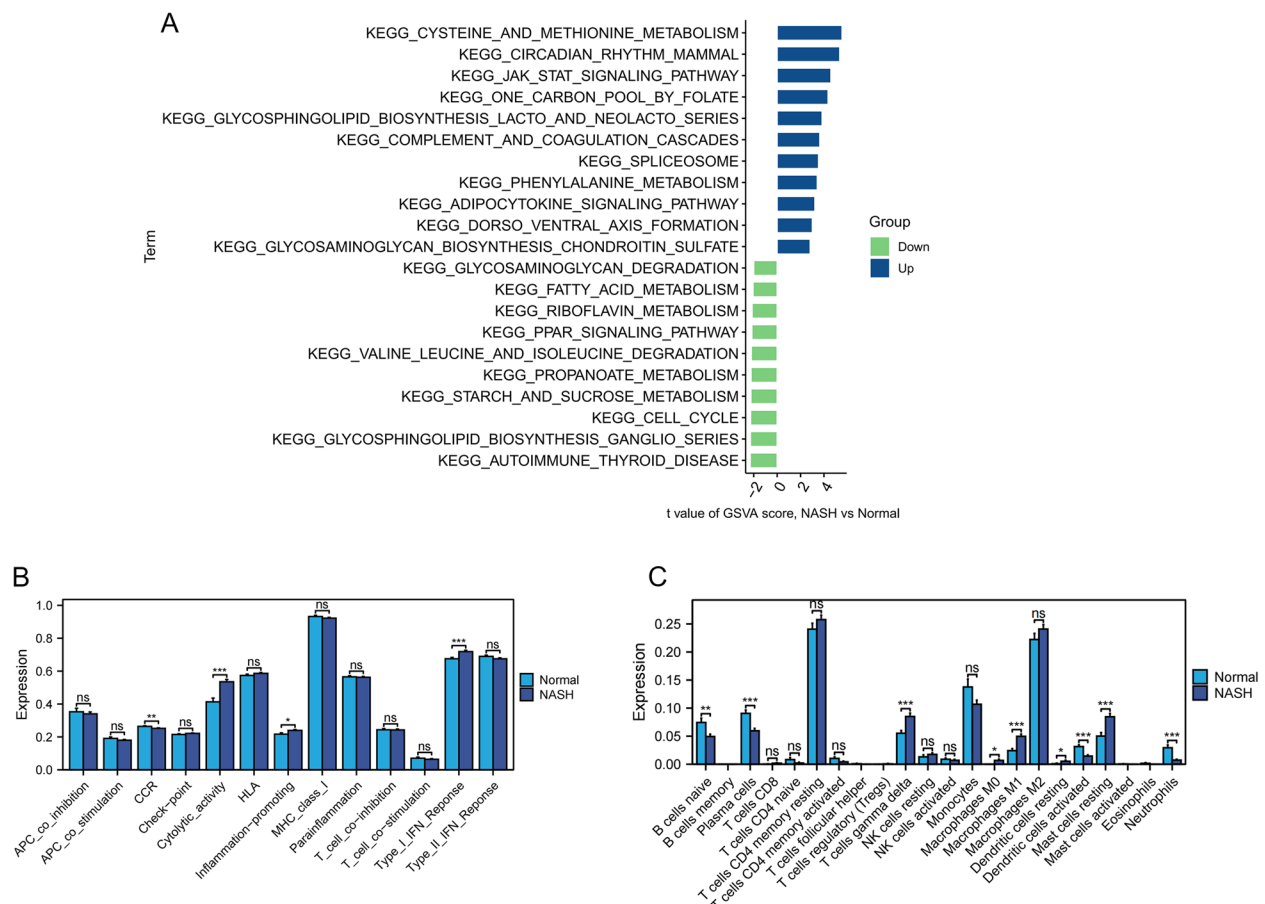 A
KEGG_CYSTEINE_AND_METHIONINE_METABOLISM
KEGG_CIRCADIAN_RHYTHM_MAMMAL
KEGG_JAK_STAT_SIGNALING_PATHWAY
KEGG_ONE_CARBON_POOL_BY_FOLATE
KEGG_GLYCOSPHINGOLIPID_BIOSYNTHESIS_LACTO_AND_NEOLACTO_SERIES
KEGG_COMPLEMENT_AND_COAGULATION_CASCADES
KEGG_SPLICEOSOME
KEGG_PHENYLALANINE_METABOLISM
KEGG_ADIPOCYTOKINE_SIGNALING_PATHWAY
KEGG_DORSO_VENTRAL_AXIS_FORMATION
KEGG_GLYCOSAMINOGLYCAN_BIOSYNTHESIS_CHONDROITIN_SULFATE
KEGG_GLYCOSAMINOGLYCAN_DEGRADATION
KEGG_FATTY_ACID_METABOLISM
KEGG_RIBOFLAVIN_METABOLISM
KEGG_PPAR_SIGNALING_PATHWAY
KEGG_VALINE_LEUCINE_AND_ISOLEUCINE_DEGRADATION
KEGG_PROPANOATE_METABOLISM
KEGG_STARCH_AND_SUCROSE_METABOLISM
KEGG_CELL_CYCLE
KEGG_GLYCOSPHINGOLIPID_BIOSYNTHESIS_GANGLIO_SERIES
KEGG_AUTOIMMUNE_THYROID_DISEASE
Term
−2 0 2 4
t value of GSVA score, NASH vs Normal
Group
Down
Up
B
Expression
1.0
0.8
0.6
0.4
0.2
0.0
ns
ns
**
ns
***
ns
*
ns
ns
ns
ns
***
ns
APC_co_inhibition
APC_co_stimulation
CCR
Check-point
Cytolytic_activity
HLA
Inflammation-promoting
MHC_class_I
Parainflammation
T_cell_co-inhibition
T_cell_co-stimulation
Type_I_IFN_Reponse
Type_II_IFN_Reponse
Normal
NASH
C
Expression
0.25
0.20
0.15
0.10
0.05
0.00
**
***
ns
ns
ns
ns
***
ns
ns
ns
*
***
ns
*
***
***
***
B cells naive
B cells memory
Plasma cells
T cells CD8
T cells CD4 naive
T cells CD4 memory resting
T cells CD4 memory activated
T cells follicular helper
T cells regulatory (Tregs)
T cells gamma delta
NK cells resting
NK cells activated
Monocytes
Macrophages M0
Macrophages M1
Macrophages M2
Dendritic cells resting
Dendritic cells activated
Mast cells resting
Mast cells activated
Eosinophils
Neutrophils
Normal
NASH